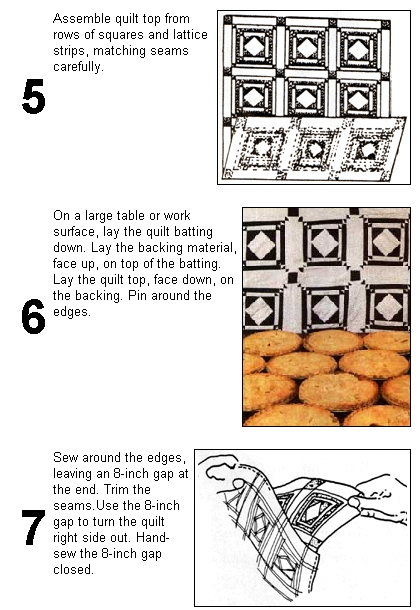 Assemble quilt top from
rows of squares and lattice
strips, matching seams
carefully.
5
On a large table or work
surface, lay the quilt batting
down. Lay the backing material,
face up, on top of the batting.
Lay the quilt top, face down, on
the backing. Pin around the
edges.
6
Sew around the edges,
leaving an 8-inch gap at
the end. Trim the
seams.Use the 8-inch
gap to turn the quilt
right side out. Hand-
sew the 8-inch gap
closed.
7